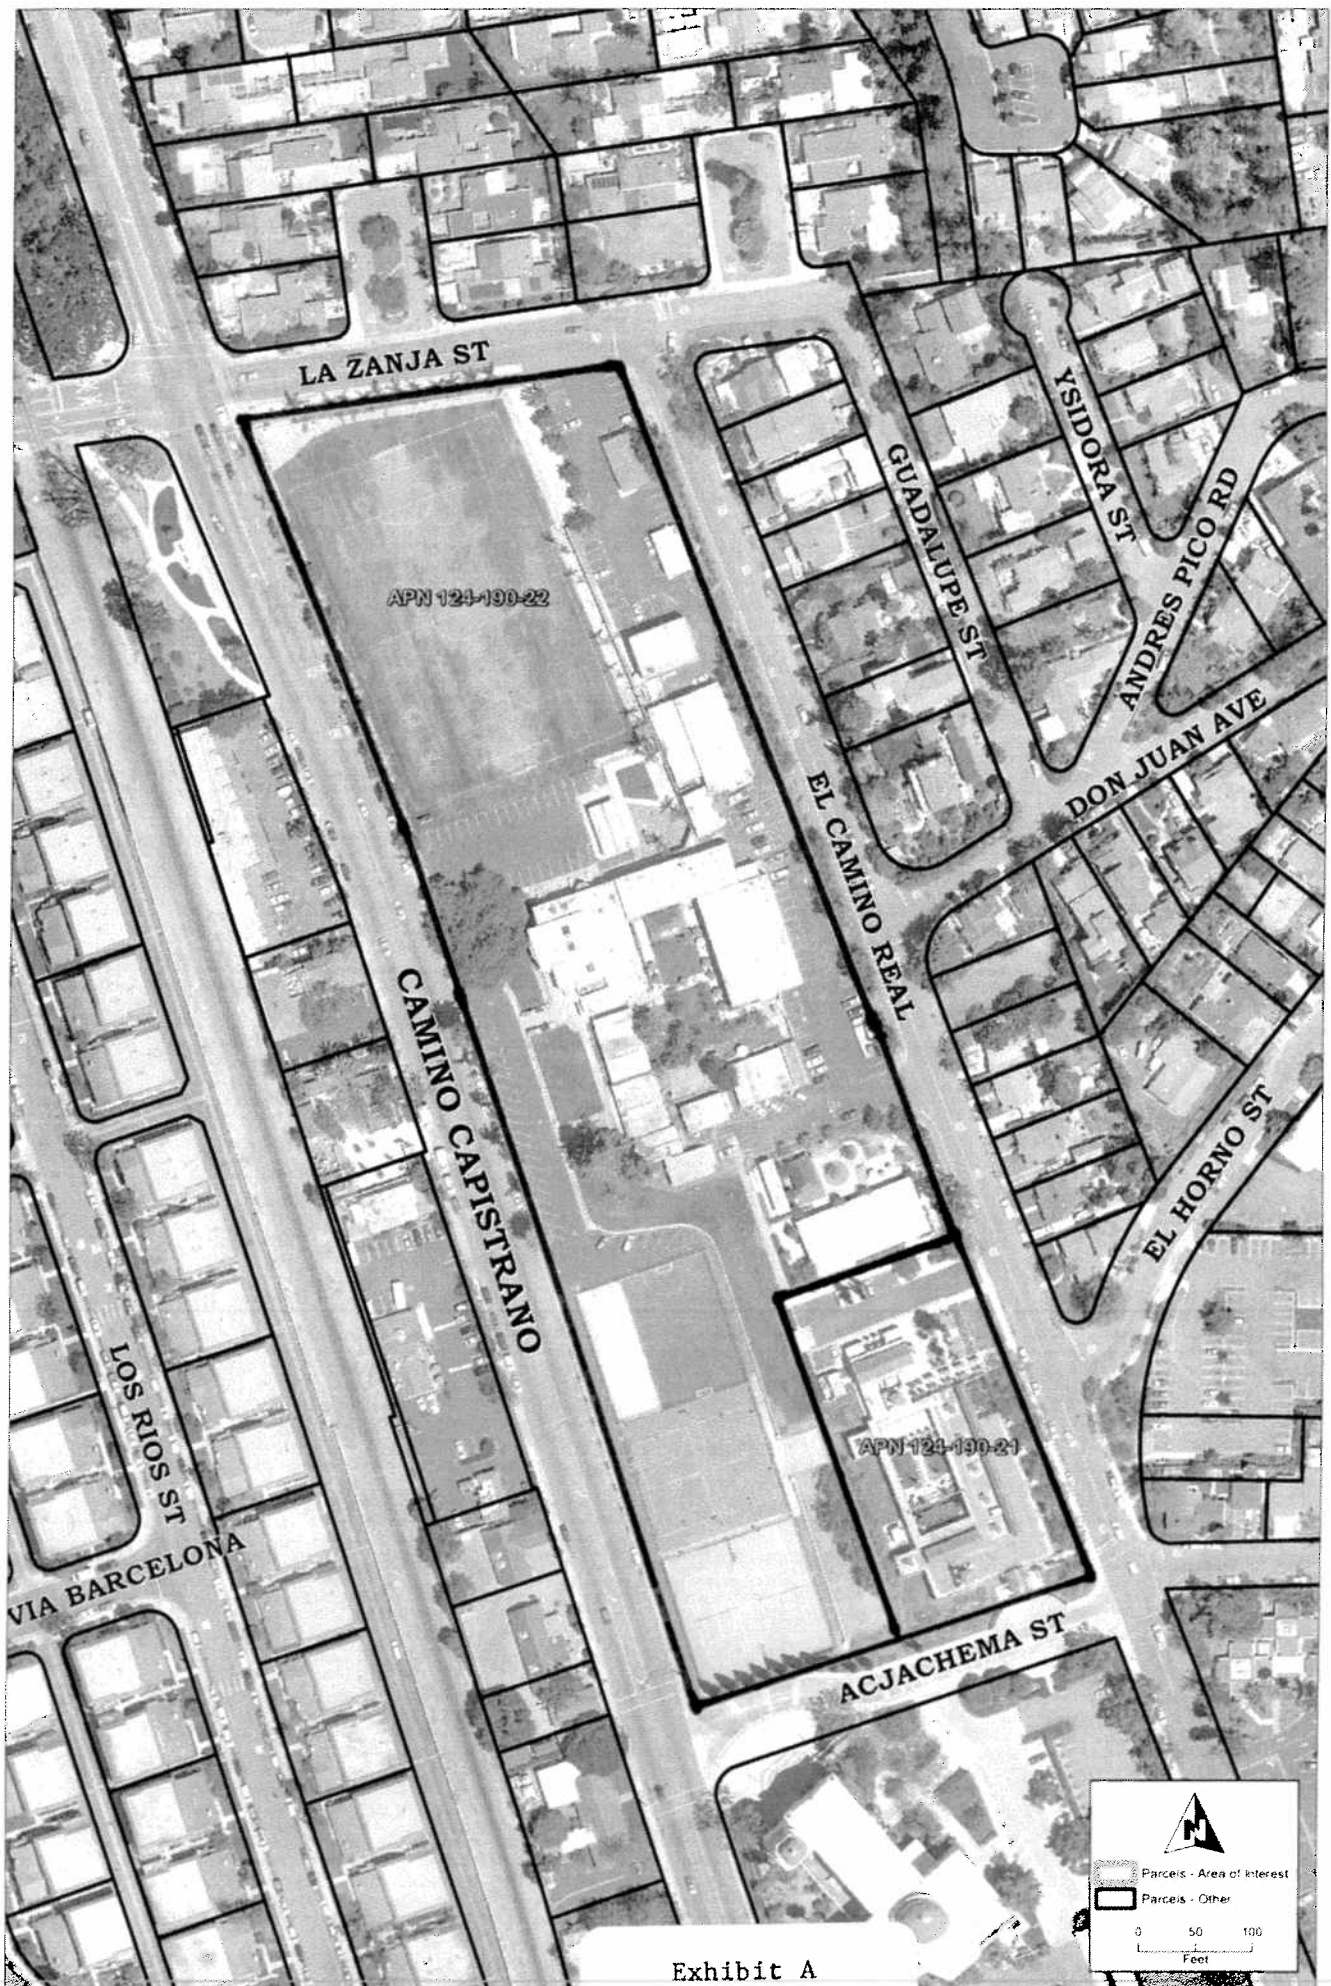 LA ZANJA ST
YSIDORA ST
GUADALUPE ST
ANDRES PICO RD
APN 124-190-22
DON JUAN AVE
EL CAMINO REAL
CAMINO CAPISTRANO
EL HORNO ST
LOS RIOS ST
APN 124-190-21
VIA BARCELONA
ACJACHEMA ST
N
Parcels - Area of Interest
Parcels - Other
0 50 100
Feet
Exhibit A